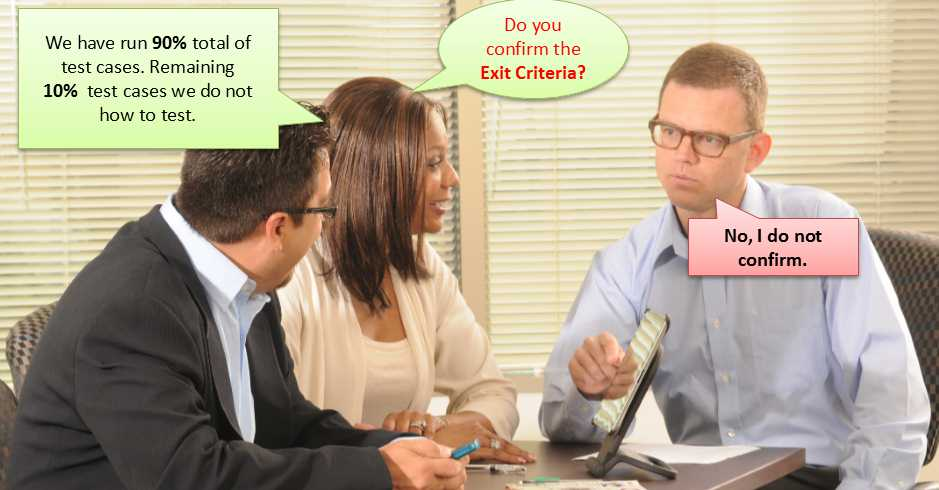 We have run 90% total of
test cases. Remaining
10% test cases we do not
how to test.
Do you
confirm the
Exit Criteria?
No, I do not
confirm.